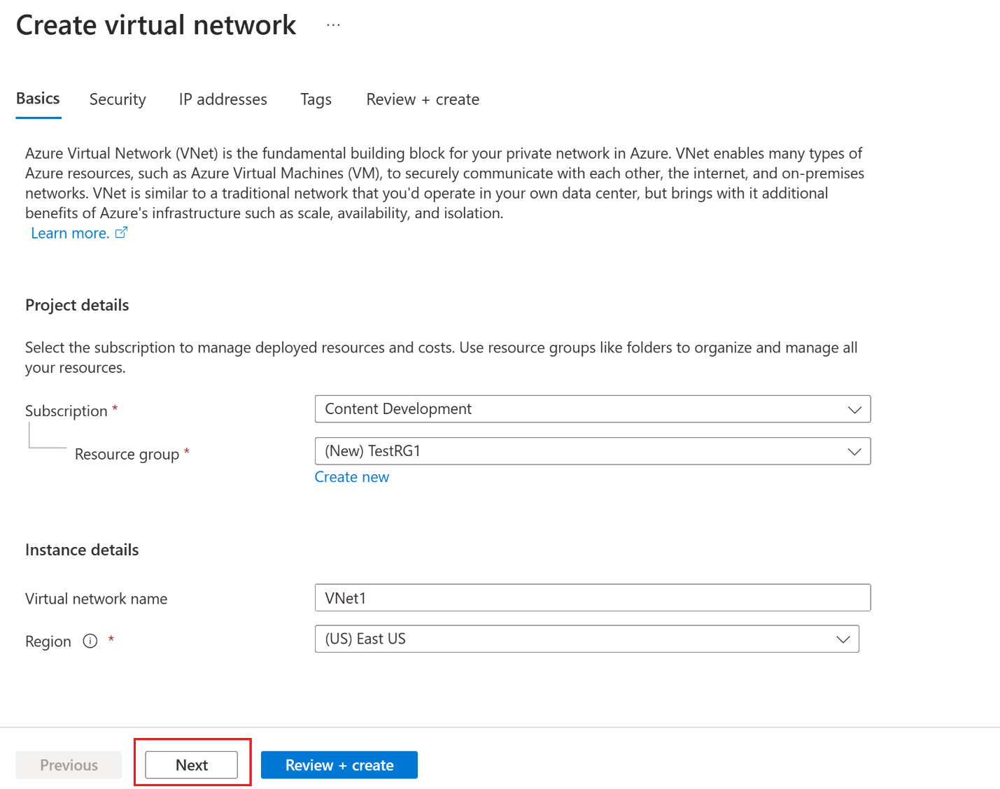 Create virtual network ...
Basics Security IP addresses Tags Review + create
Azure Virtual Network (VNet) is the fundamental building block for your private network in Azure. VNet enables many types of
Azure resources, such as Azure Virtual Machines (VM), to securely communicate with each other, the internet, and on-premises
networks. VNet is similar to a traditional network that you'd operate in your own data center, but brings with it additional
benefits of Azure's infrastructure such as scale, availability, and isolation.
Learn more.
Project details
Select the subscription to manage deployed resources and costs. Use resource groups like folders to organize and manage all
your resources.
Subscription * Content Development
Resource group * (New) TestRG1
Create new
Instance details
Virtual network name VNet1
Region * (US) East US
Previous Next Review + create